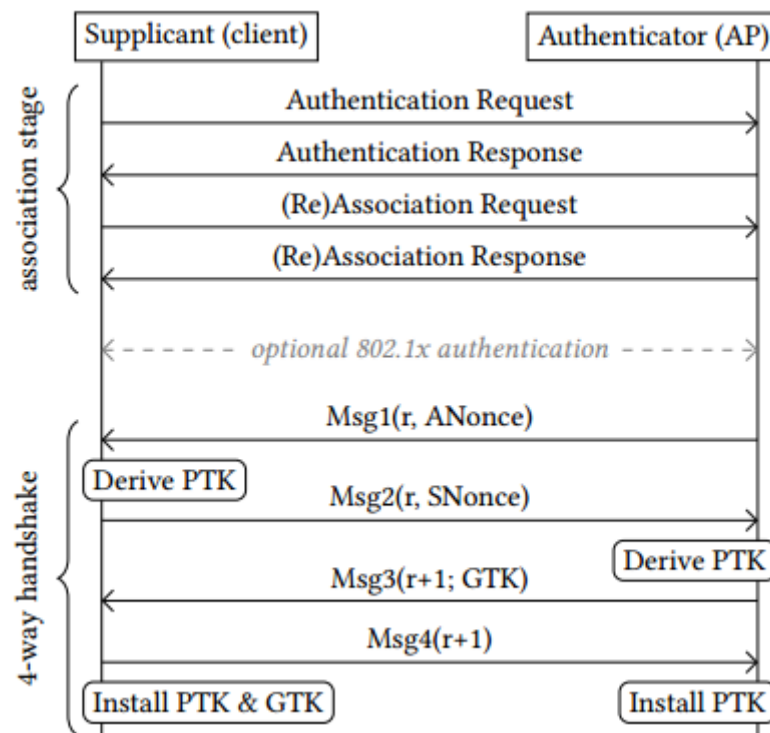 Supplicant (client)
Authenticator (AP)
association stage
Authentication Request
Authentication Response
(Re)Association Request
(Re)Association Response
optional 802.1x authentication
4-way handshake
Msg1(r, ANonce)
Derive PTK
Msg2(r, SNonce)
Derive PTK
Msg3(r+1; GTK)
Msg4(r+1)
Install PTK & GTK
Install PTK